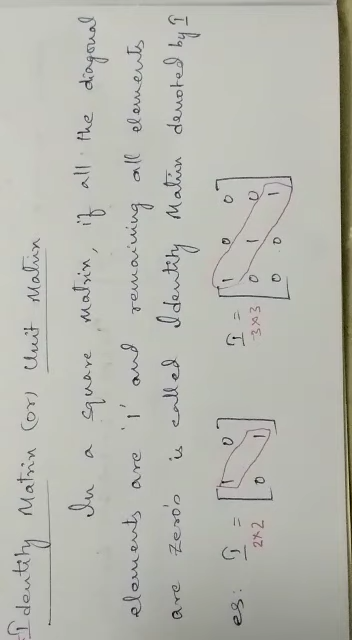 Identity Matrix (or) Unit Matrix
In a square matrix, if all the diagonal
elements are '1' and remaining all elements
are zero's is called Identity Matrix denoted by I
eg: I 2×2 = [1 0
0 1]
I 3×3 = [1 0 0
0 1 0
0 0 1]